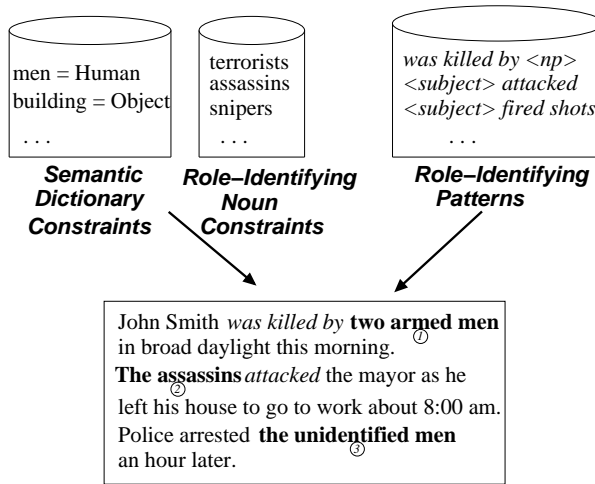 men = Human
building = Object
. . .
terrorists
assassins
snipers
. . .
was killed by <np>
<subject> attacked
<subject> fired shots
. . .
Semantic
Dictionary
Constraints
Role–Identifying
Noun
Constraints
Role–Identifying
Patterns
John Smith was killed by two armed men
1
in broad daylight this morning.
The assassins attacked the mayor as he
2
left his house to go to work about 8:00 am.
Police arrested the unidentified men
3
an hour later.